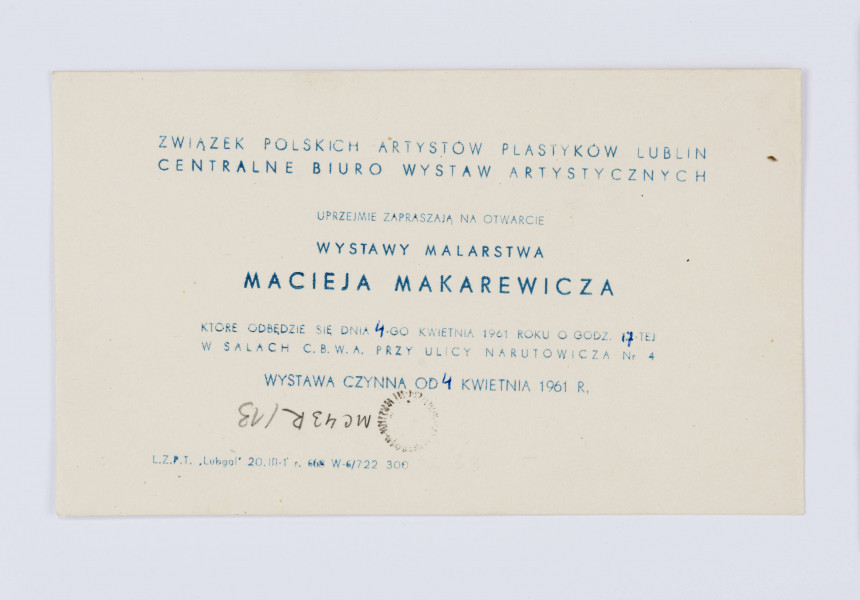 ZWIĄZEK POLSKICH ARTYSTÓW PLASTYKÓW LUBLIN
CENTRALNE BIURO WYSTAW ARTYSTYCZNYCH
UPRZEJMIE ZAPRASZAJĄ NA OTWARCIE
WYSTAWY MALARSTWA
MACIEJA MAKAREWICZA
KTÓRE ODBĘDZIE SIĘ DNIA 4-GO KWIETNIA 1961 ROKU O GODZ. 17-TEJ
W SALACH C.B.W.A. PRZY ULICY NARUTOWICZA Nr 4
WYSTAWA CZYNNA OD 4 KWIETNIA 1961 R.
MC43R/13
L.Z.P.T. „Lubgal" 20.III-1 r. 668 W-6/722 300